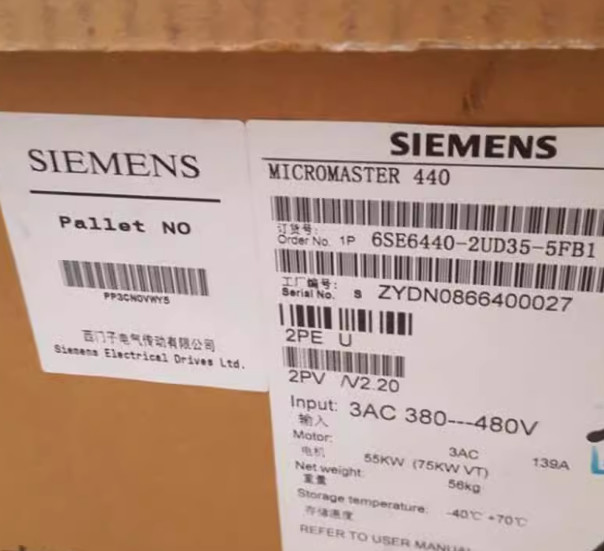 SIEMENS
Pallet NO
PP3CN0VWY5
西门子电气传动有限公司
Siemens Electrical Drives Ltd.
SIEMENS
MICROMASTER 440
订货号:
Order No. 1P 6SE6440-2UD35-5FB1
工厂编号:
Serial No. S ZYDN0866400027
2PE U
2PV /V2.20
Input: 3AC 380---480V
输入
Motor: 3AC
电机 55KW (75KW VT) 139A
Net weight: 56kg
重量
Storage temperature: -40℃ +70℃
存储温度
REFER TO USER MANUAL